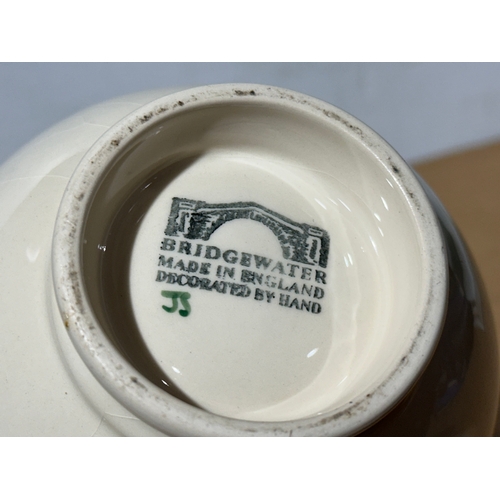 BRIDGEWATER
MADE IN ENGLAND
DECORATED BY HAND
JS